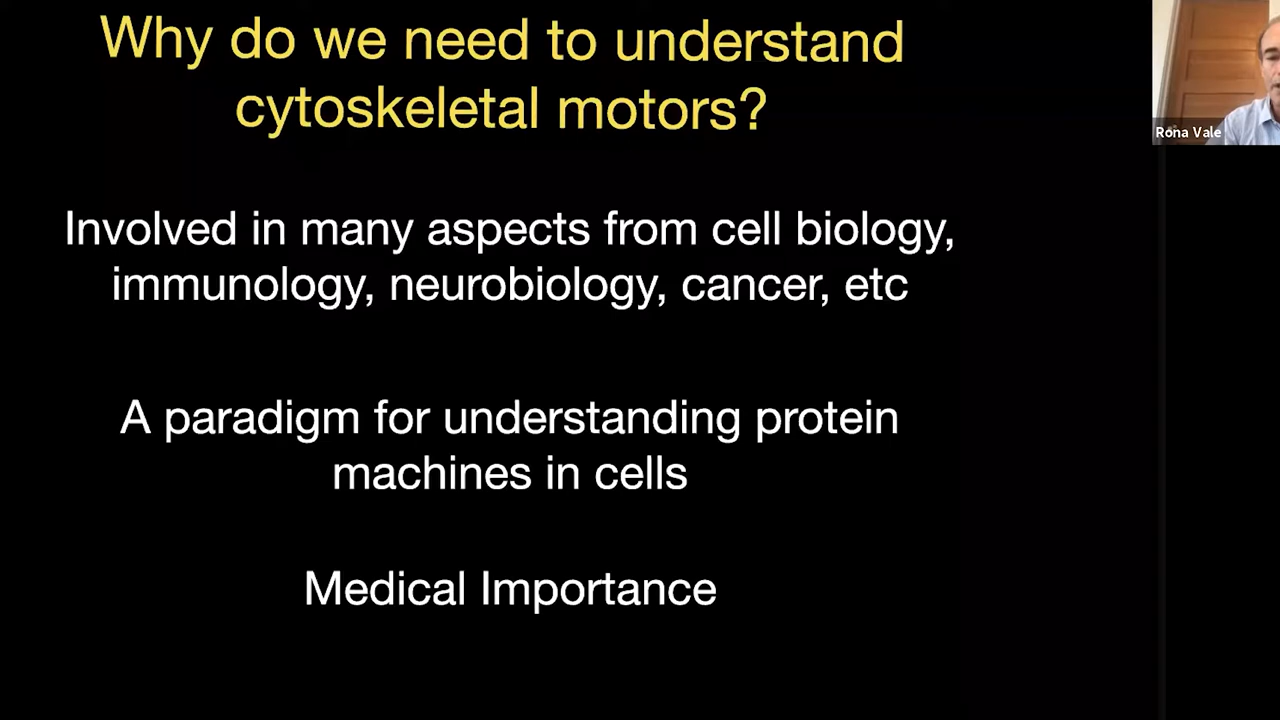 Why do we need to understand
cytoskeletal motors?
Rona Vale
Involved in many aspects from cell biology,
immunology, neurobiology, cancer, etc
A paradigm for understanding protein
machines in cells
Medical Importance